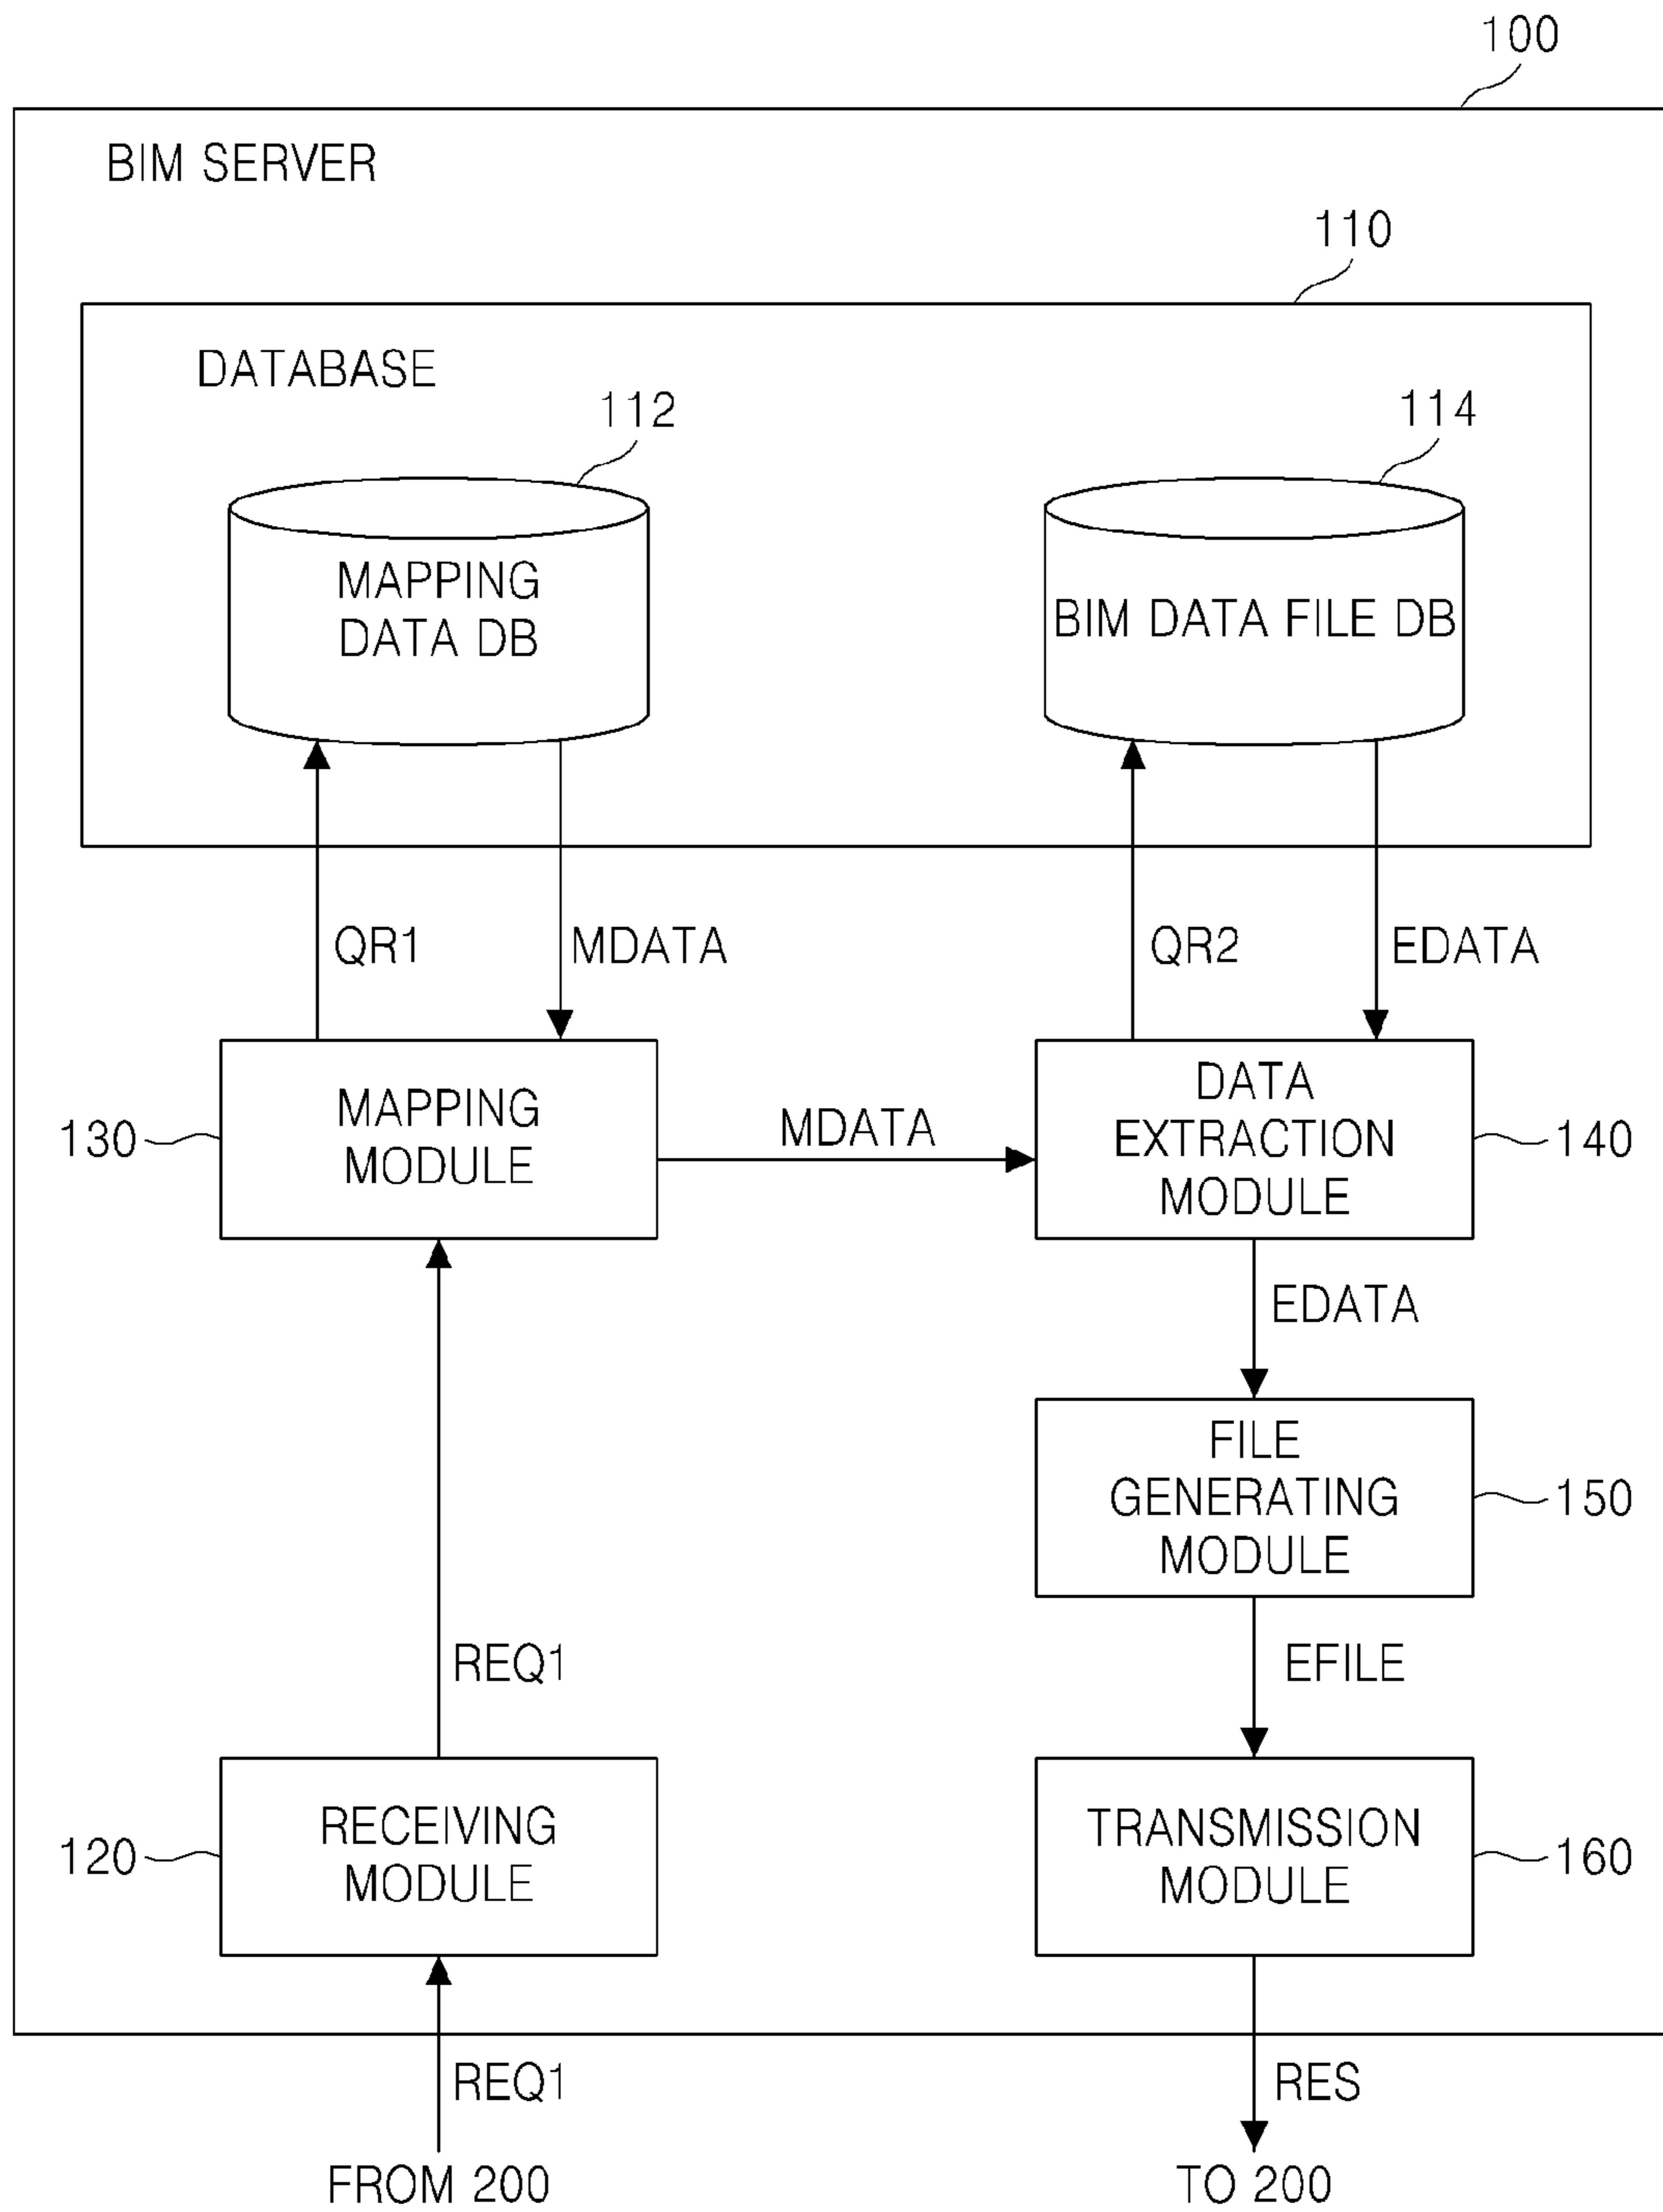 100
BIM SERVER
110
DATABASE
112
114
MAPPING
DATA DB
BIM DATA FILE DB
QR1
MDATA
QR2
EDATA
130
MAPPING
MODULE
MDATA
DATA
EXTRACTION
MODULE
140
EDATA
FILE
GENERATING
MODULE
150
REQ1
EFILE
120
RECEIVING
MODULE
TRANSMISSION
MODULE
160
REQ1
RES
FROM 200
TO 200